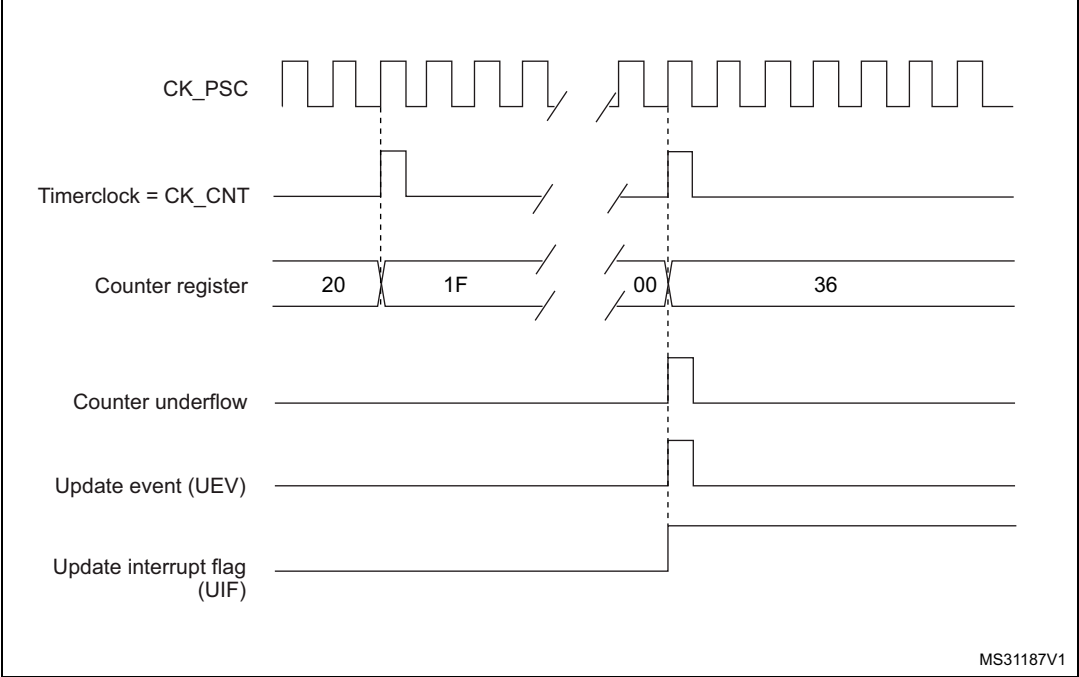 CK_PSC
Timerclock = CK_CNT
Counter register
20
1F
00
36
Counter underflow
Update event (UEV)
Update interrupt flag
(UIF)
MS31187V1